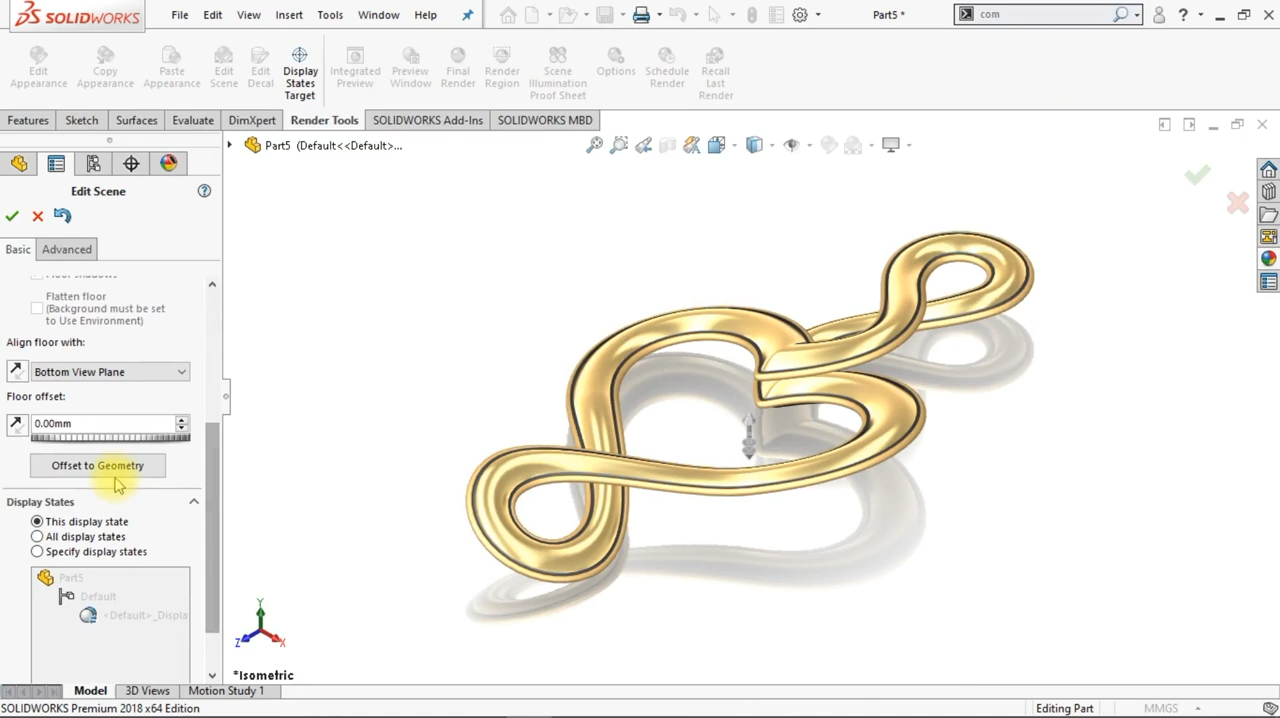 SOLIDWORKS
File Edit View Insert Tools Window Help
Part5 *
com
Edit Appearance
Copy Appearance
Paste Appearance
Edit Scene
Edit Decal
Display States Target
Integrated Preview
Preview Window
Final Render
Render Region
Scene Illumination Proof Sheet
Options
Schedule Render
Recall Last Render
Features Sketch Surfaces Evaluate DimXpert Render Tools SOLIDWORKS Add-Ins SOLIDWORKS MBD
Part5 (Default<<Default>...
Edit Scene
Basic Advanced
Flatten floor
(Background must be set
to Use Environment)
Align floor with:
Bottom View Plane
Floor offset:
0.00mm
Offset to Geometry
Display States
This display state
All display states
Specify display states
Part5
Default
<Default>_Displa
Y
Z
X
*Isometric
Model 3D Views Motion Study 1
SOLIDWORKS Premium 2018 x64 Edition
Editing Part
MMGS